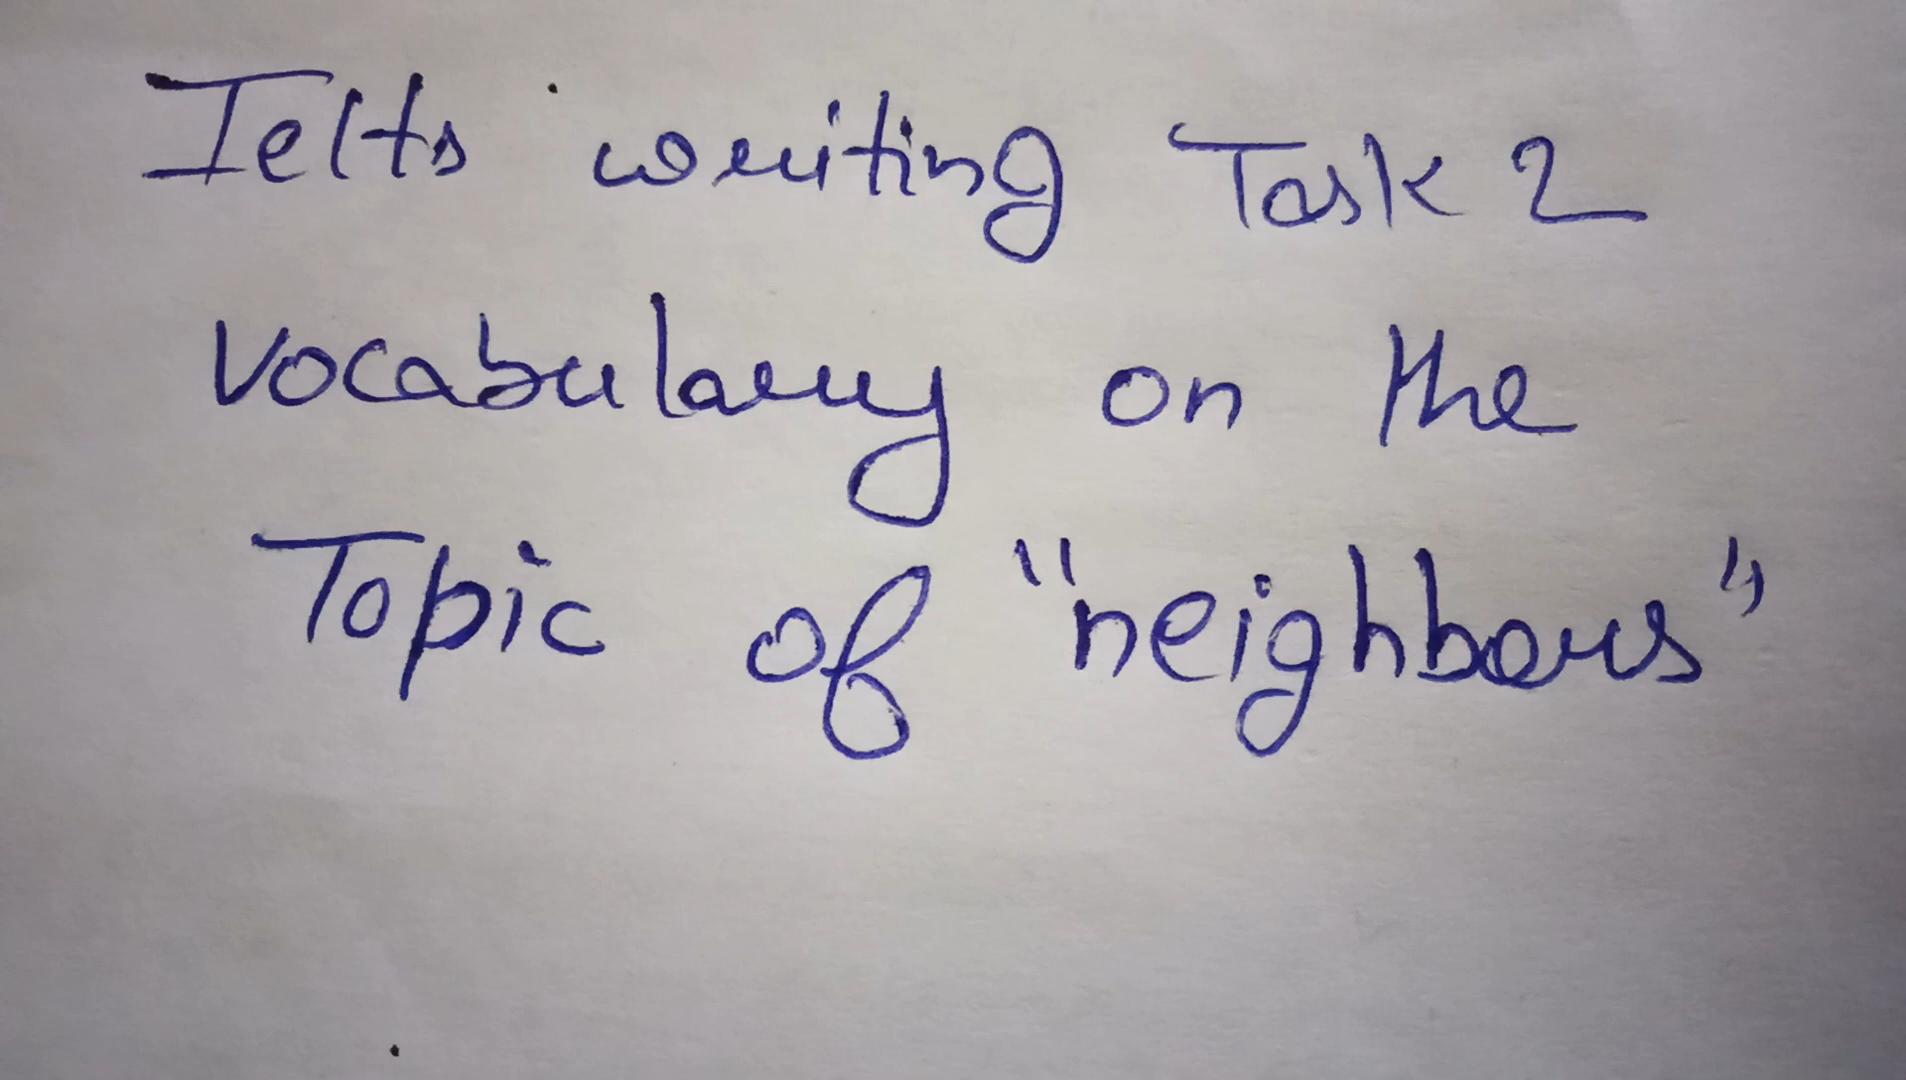 Ielts writing Task 2
vocabulary on the
Topic of "neighbours"